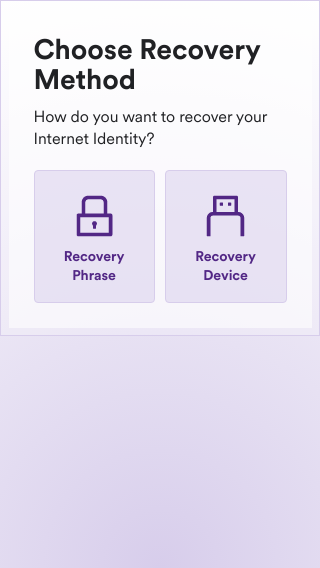 Choose Recovery
Method
How do you want to recover your
Internet Identity?
Recovery
Phrase
Recovery
Device